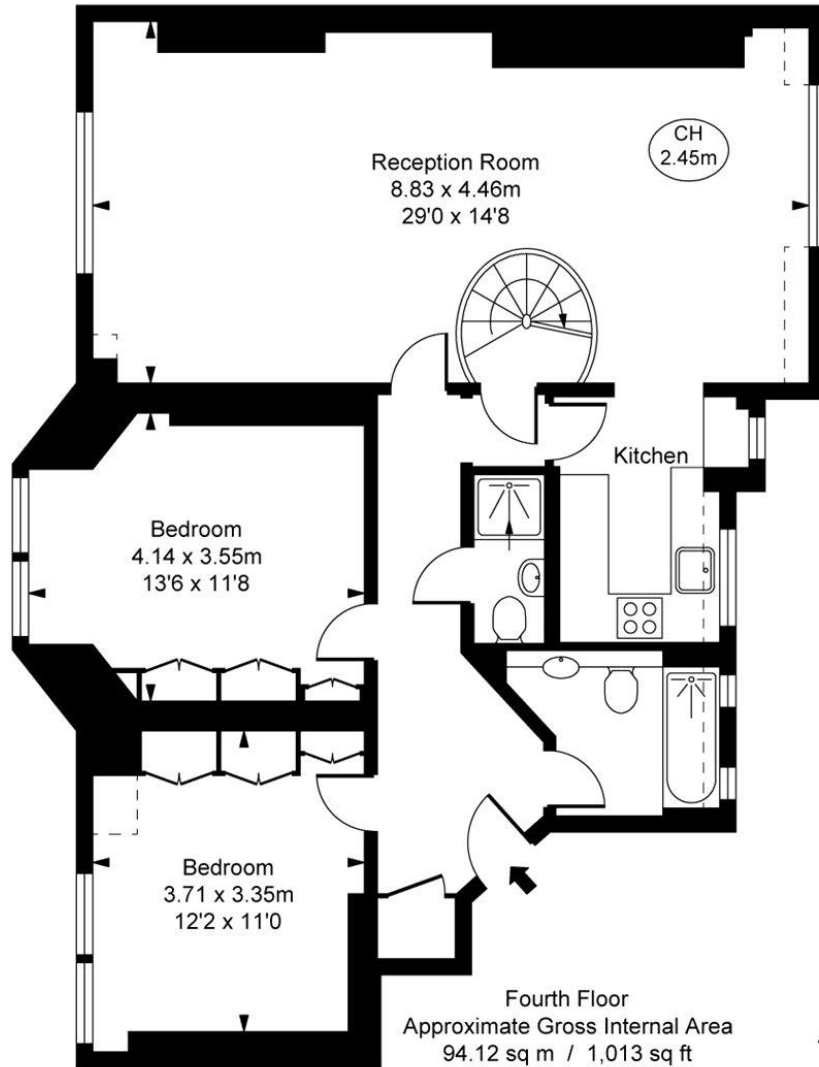 CH
2.45m
Reception Room
8.83 x 4.46m
29'0 x 14'8
Kitchen
Bedroom
4.14 x 3.55m
13'6 x 11'8
Bedroom
3.71 x 3.35m
12'2 x 11'0
Fourth Floor
Approximate Gross Internal Area
94.12 sq m / 1,013 sq ft